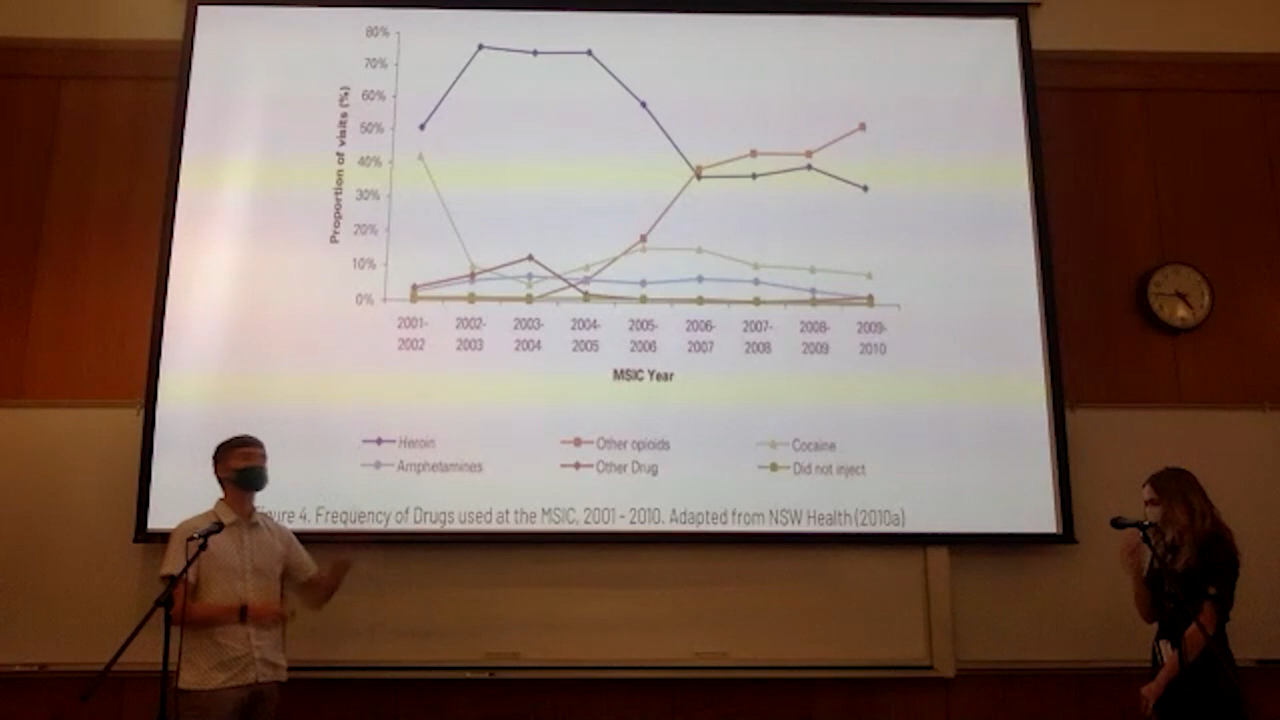 80%
70%
60%
50%
40%
30%
20%
10%
0%
Proportion of visits (%)
2001- 2002- 2003- 2004- 2005- 2006- 2007- 2008- 2009-
2002 2003 2004 2005 2006 2007 2008 2009 2010
MSIC Year
Heroin Other opioids Cocaine
Amphetamines Other Drug Did not inject
4. Frequency of Drugs used at the MSIC, 2001 - 2010. Adapted from NSW Health (2010a)